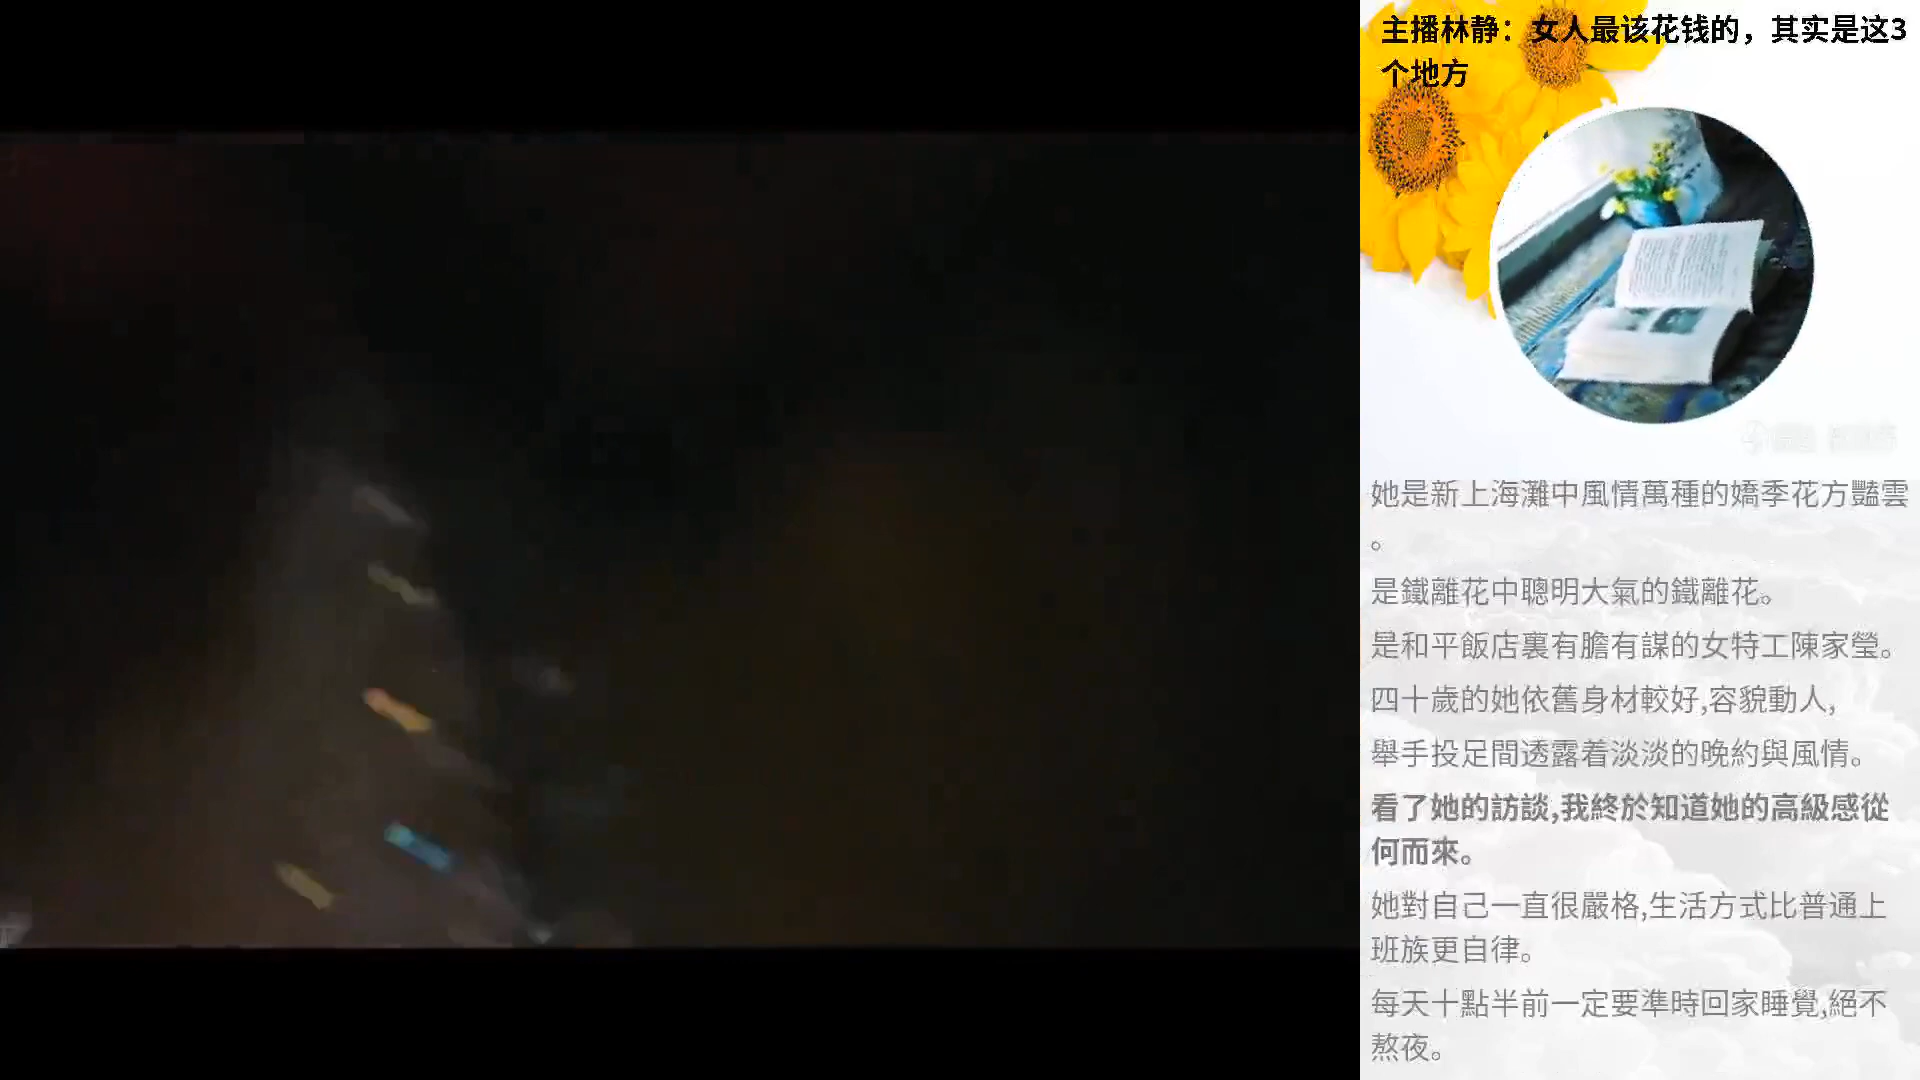 主播林静：女人最该花钱的，其实是这3
个地方
她是新上海灘中風情萬種的嬌季花方豔雲
。
是鐵離花中聰明大氣的鐵離花。
是和平飯店裏有膽有謀的女特工陳家瑩。
四十歲的她依舊身材較好,容貌動人,
舉手投足間透露着淡淡的晚約與風情。
看了她的訪談,我終於知道她的高級感從
何而來。
她對自己一直很嚴格,生活方式比普通上
班族更自律。
每天十點半前一定要準時回家睡覺,絕不
熬夜。